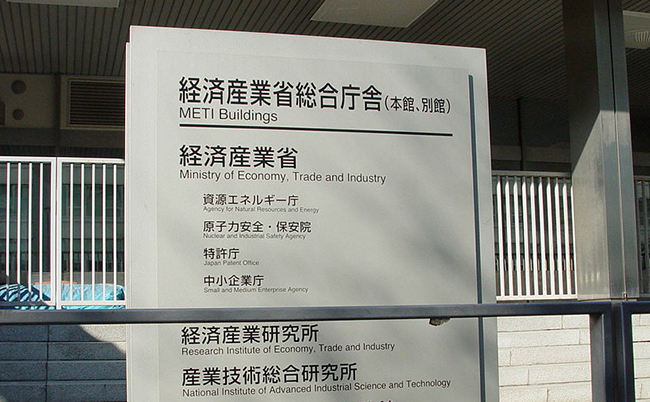 経済産業省総合庁舎(本館、別館)
METI Buildings
経済産業省
Ministry of Economy, Trade and Industry
資源エネルギー庁
Agency for Natural Resources and Energy
原子力安全・保安院
Nuclear and Industrial Safety Agency
特許庁
Japan Patent Office
中小企業庁
Small and Medium Enterprise Agency
経済産業研究所
Research Institute of Economy, Trade and Industry
産業技術総合研究所
National Institute of Advanced Industrial Science and Technology